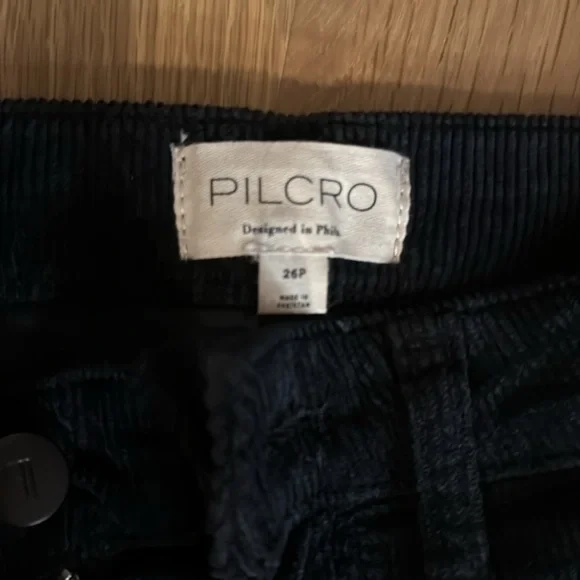 PILCRO
Designed in Phila
26P
MADE IN
PAKISTAN